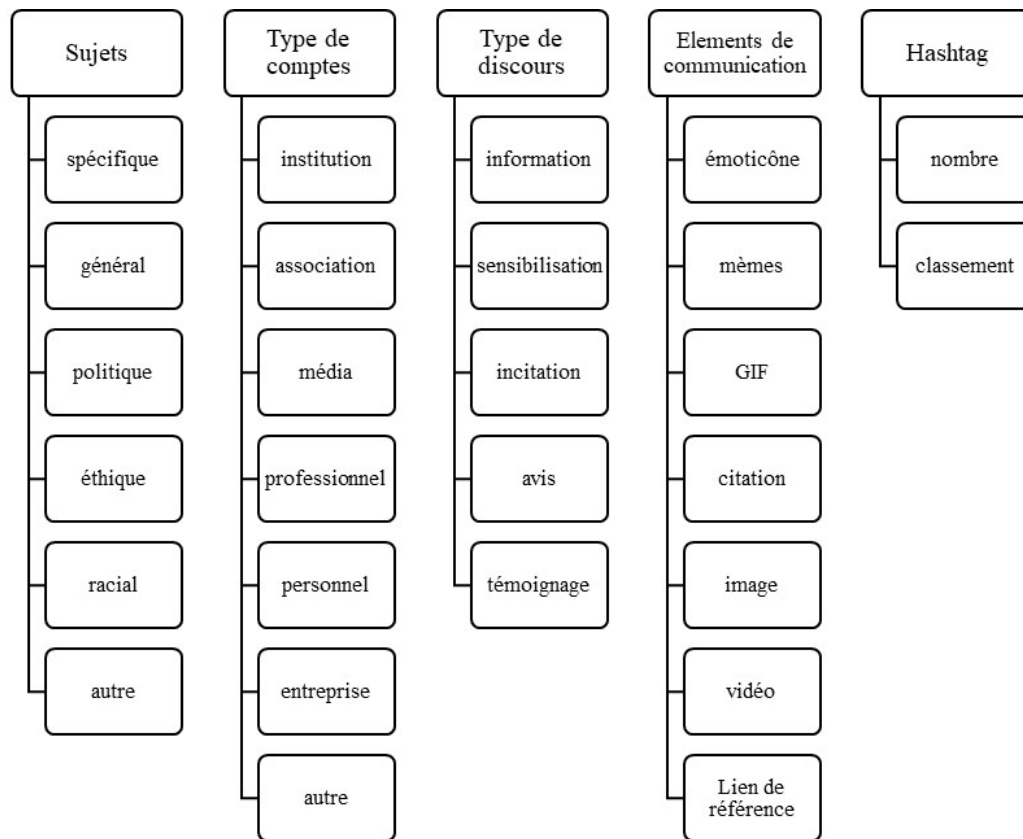 Sujets
spécifique
général
politique
éthique
racial
autre
Type de
comptes
institution
association
média
professionnel
personnel
entreprise
autre
Type de
discours
information
sensibilisation
incitation
avis
témoignage
Elements de
communication
émoticône
mèmes
GIF
citation
image
vidéo
Lien de
référence
Hashtag
nombre
classement